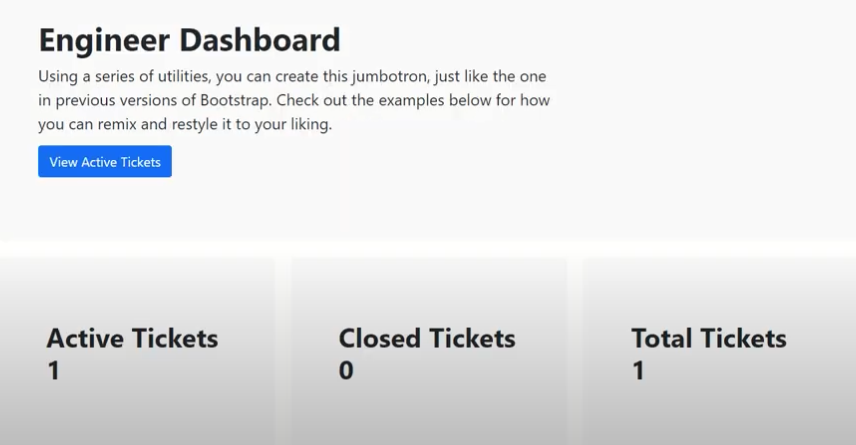 Engineer Dashboard
Using a series of utilities, you can create this jumbotron, just like the one
in previous versions of Bootstrap. Check out the examples below for how
you can remix and restyle it to your liking.
View Active Tickets
Active Tickets
1
Closed Tickets
0
Total Tickets
1